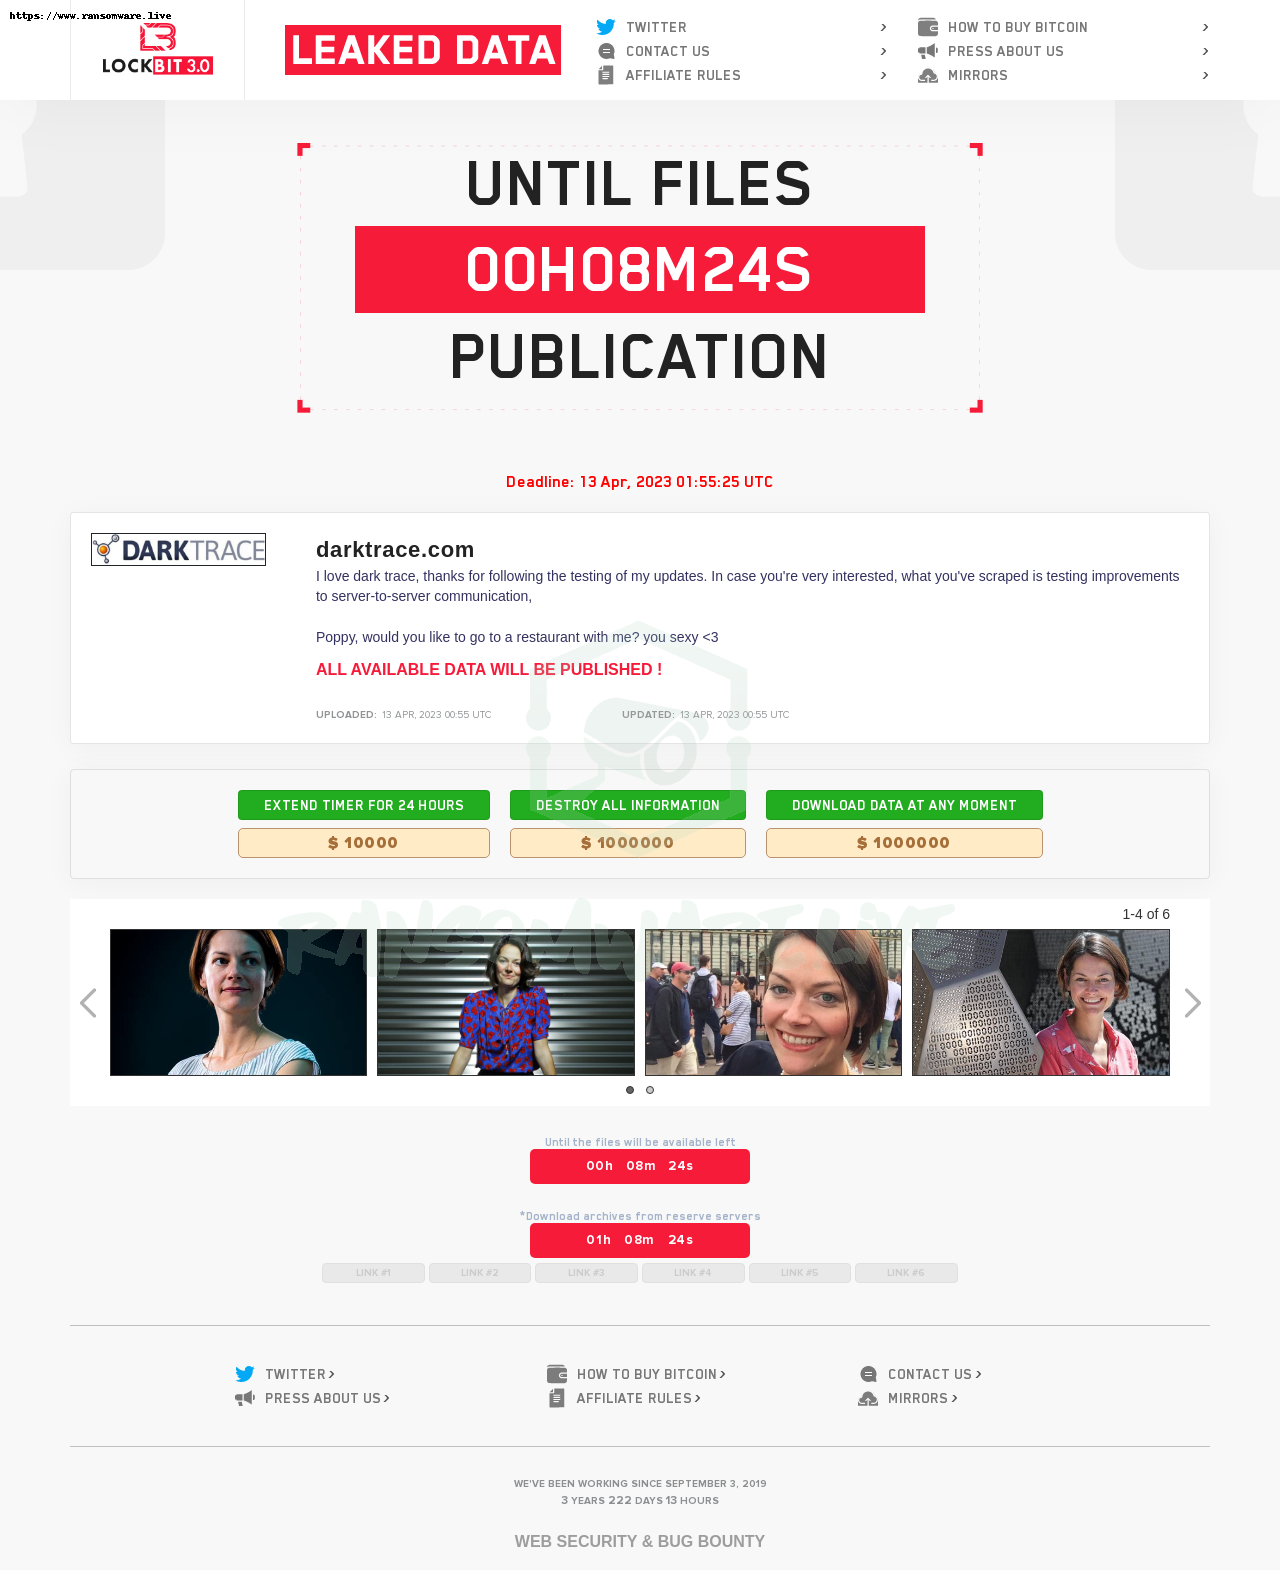 https://www.ransomware.live
LOCKBIT 3.0
LEAKED DATA
TWITTER
CONTACT US
AFFILIATE RULES
HOW TO BUY BITCOIN
PRESS ABOUT US
MIRRORS
UNTIL FILES
00H08M24S
PUBLICATION
Deadline: 13 Apr, 2023 01:55:25 UTC
DARKTRACE
darktrace.com
I love dark trace, thanks for following the testing of my updates. In case you're very interested, what you've scraped is testing improvements
to server-to-server communication,
Poppy, would you like to go to a restaurant with me? you sexy <3
ALL AVAILABLE DATA WILL BE PUBLISHED !
UPLOADED: 13 APR, 2023 00:55 UTC UPDATED: 13 APR, 2023 00:55 UTC
EXTEND TIMER FOR 24 HOURS DESTROY ALL INFORMATION DOWNLOAD DATA AT ANY MOMENT
$ 10000 $ 1000000 $ 1000000
1-4 of 6
RANSOMWARE LIVE
Until the files will be available left
00h 08m 24s
*Download archives from reserve servers
01h 08m 24s
LINK #1 LINK #2 LINK #3 LINK #4 LINK #5 LINK #6
TWITTER › HOW TO BUY BITCOIN › CONTACT US ›
PRESS ABOUT US › AFFILIATE RULES › MIRRORS ›
WE'VE BEEN WORKING SINCE SEPTEMBER 3, 2019
3 YEARS 222 DAYS 13 HOURS
WEB SECURITY & BUG BOUNTY